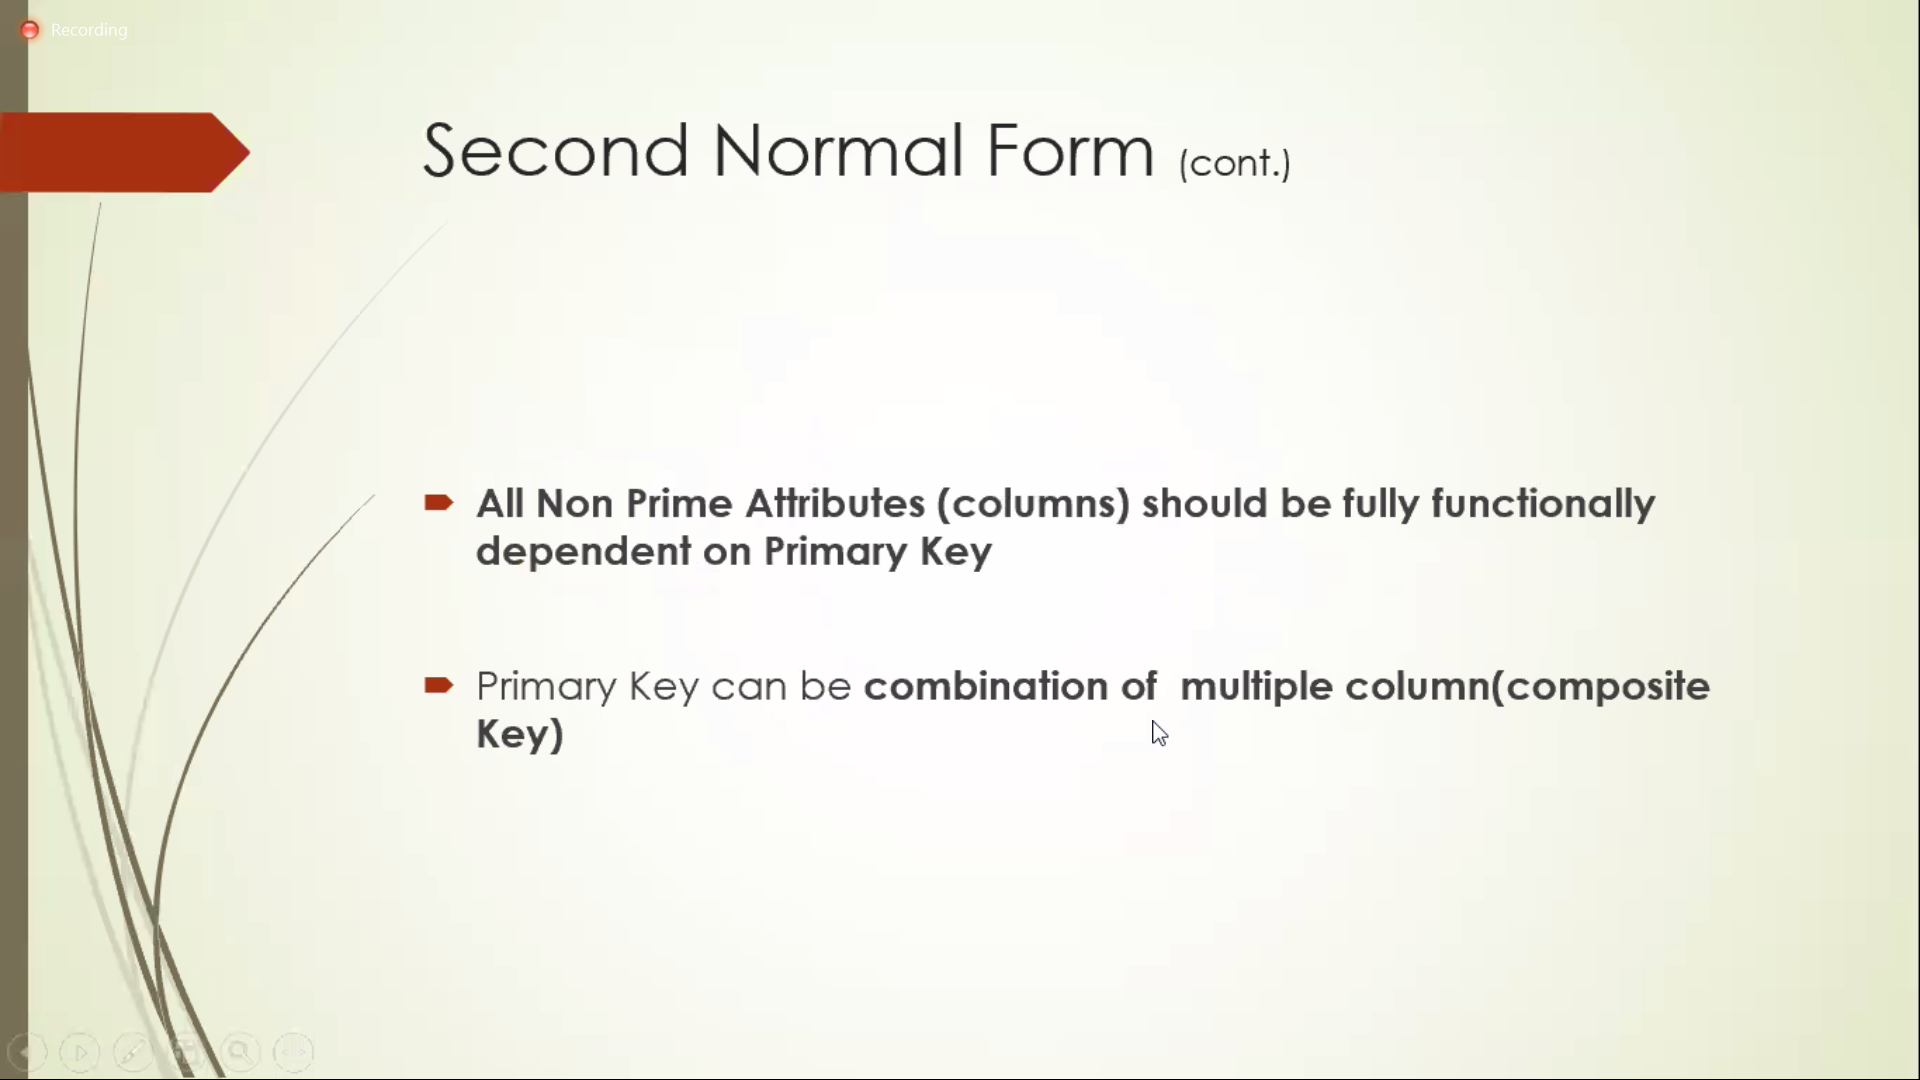 Recording
Second Normal Form (cont.)
All Non Prime Attributes (columns) should be fully functionally
dependent on Primary Key
Primary Key can be combination of  multiple column(composite
Key)